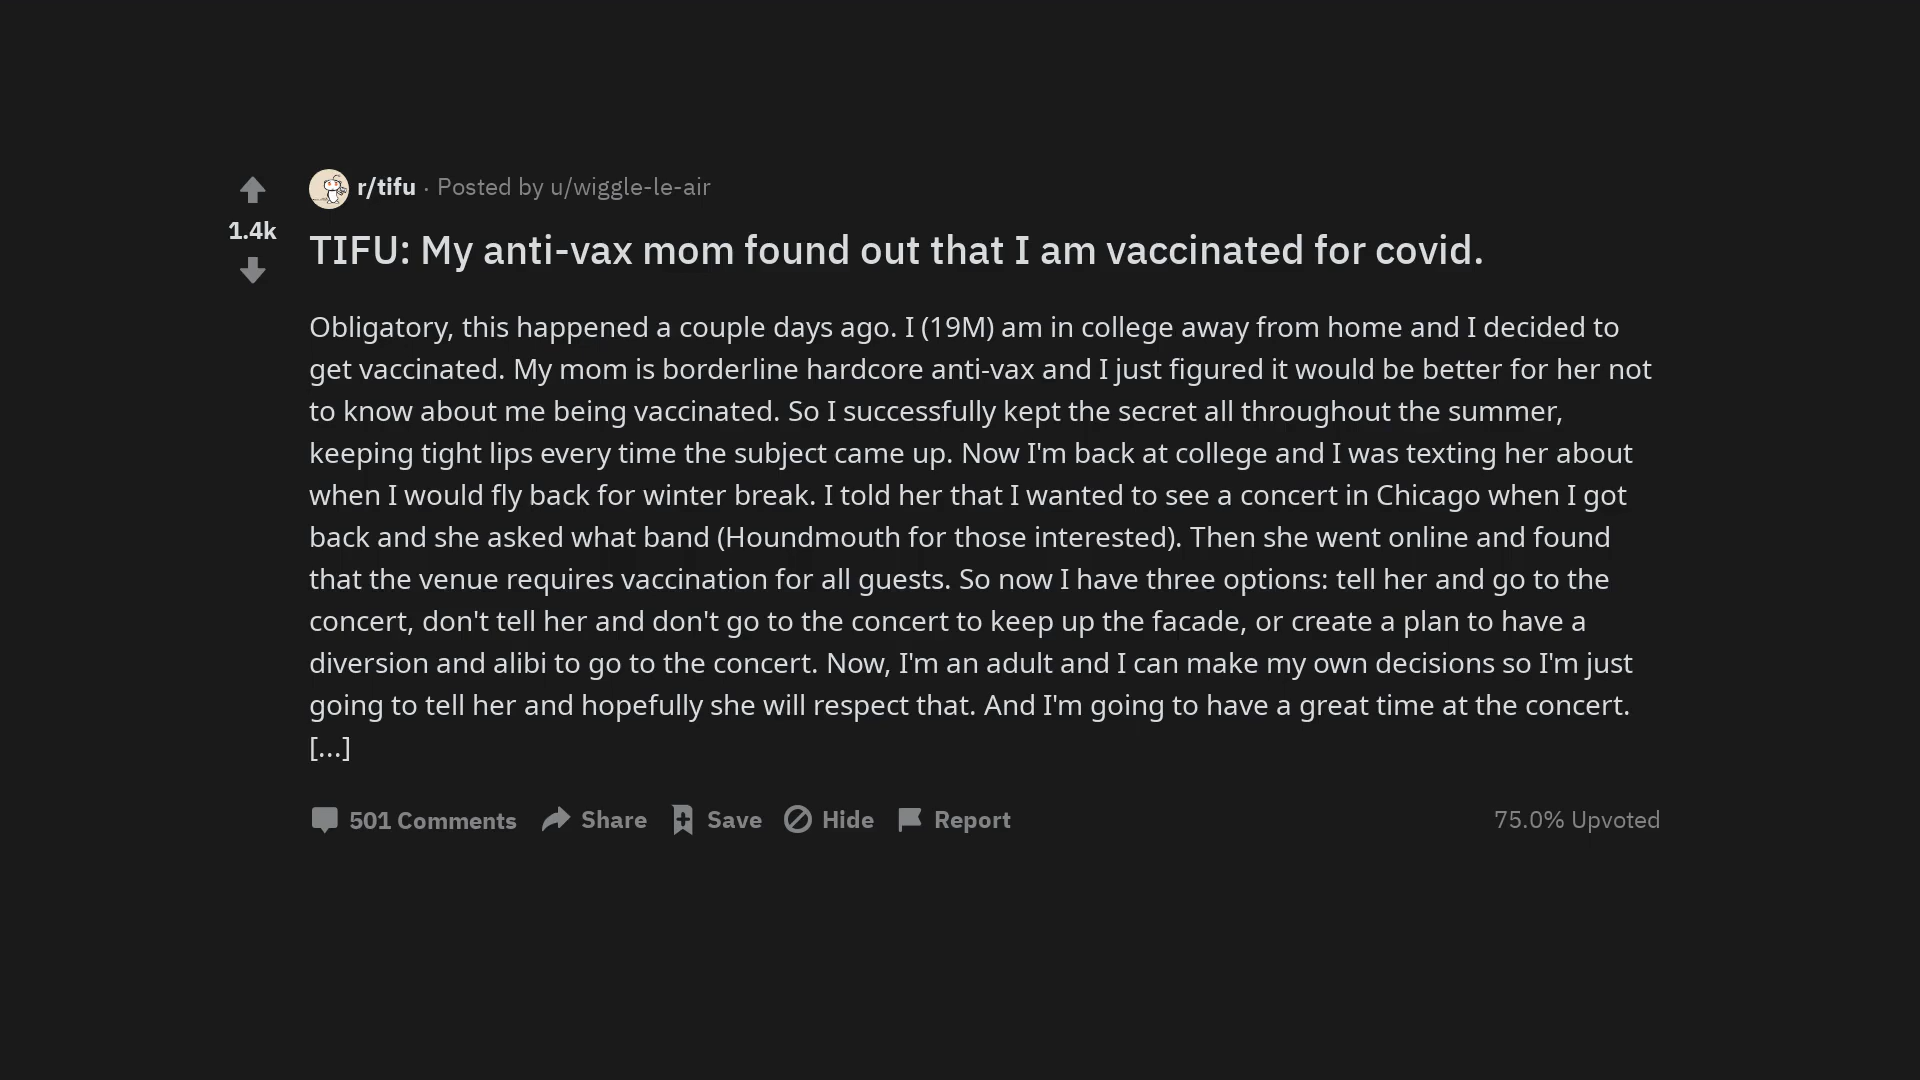 r/tifu · Posted by u/wiggle-le-air
1.4k
TIFU: My anti-vax mom found out that I am vaccinated for covid.
Obligatory, this happened a couple days ago. I (19M) am in college away from home and I decided to
get vaccinated. My mom is borderline hardcore anti-vax and I just figured it would be better for her not
to know about me being vaccinated. So I successfully kept the secret all throughout the summer,
keeping tight lips every time the subject came up. Now I'm back at college and I was texting her about
when I would fly back for winter break. I told her that I wanted to see a concert in Chicago when I got
back and she asked what band (Houndmouth for those interested). Then she went online and found
that the venue requires vaccination for all guests. So now I have three options: tell her and go to the
concert, don't tell her and don't go to the concert to keep up the facade, or create a plan to have a
diversion and alibi to go to the concert. Now, I'm an adult and I can make my own decisions so I'm just
going to tell her and hopefully she will respect that. And I'm going to have a great time at the concert.
[...]
501 Comments Share Save Hide Report 75.0% Upvoted